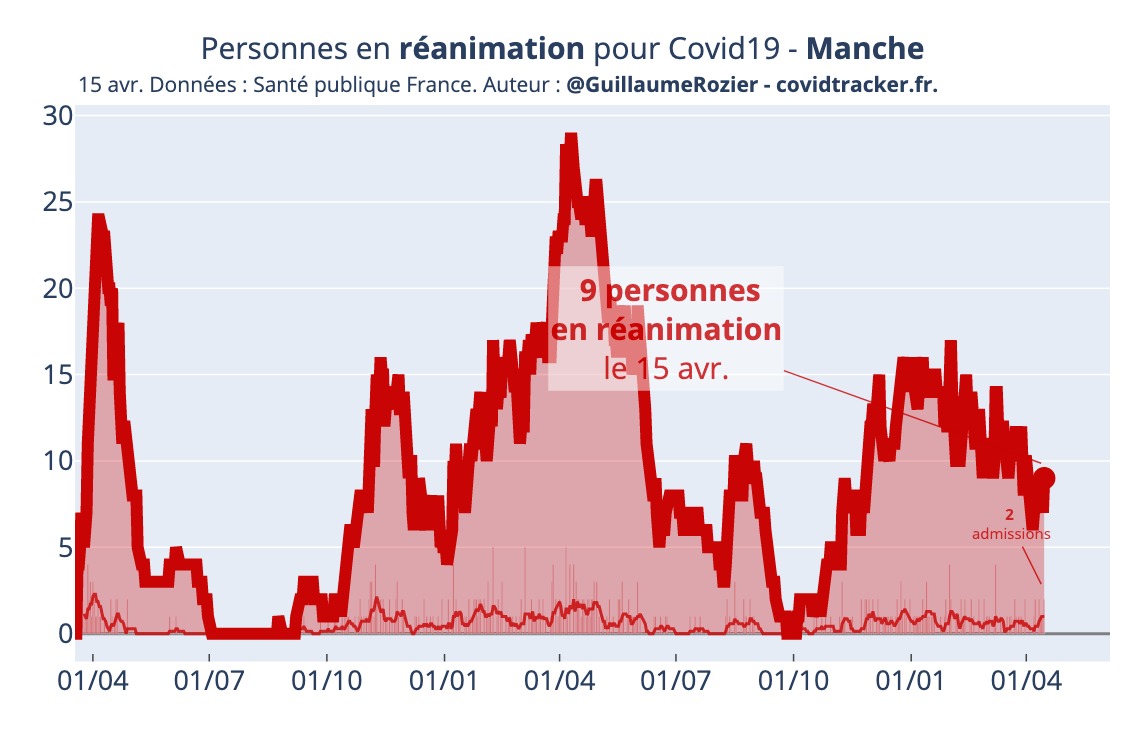 Personnes en réanimation pour Covid19 - Manche
15 avr. Données : Santé publique France. Auteur : @GuillaumeRozier - covidtracker.fr.
30
25
20
15
10
5
0
9 personnes
en réanimation
le 15 avr.
2
admissions
01/04 01/07 01/10 01/01 01/04 01/07 01/10 01/01 01/04